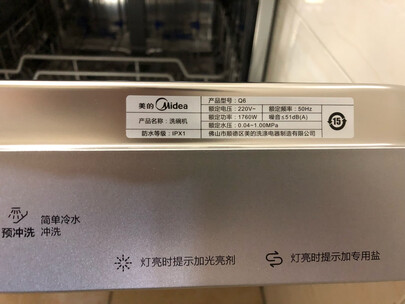 美的 Midea
产品名称：洗碗机
防水等级：IPX1
产品型号：Q6
额定电压：220V~ 额定频率：50Hz
额定功率：1760W 噪音≤51dB(A)
额定水压：0.04~1.00MPa
佛山市顺德区美的洗涤电器制造有限公司
15
预冲洗
简单冷水
冲洗
灯亮时提示加光亮剂
灯亮时提示加专用盐